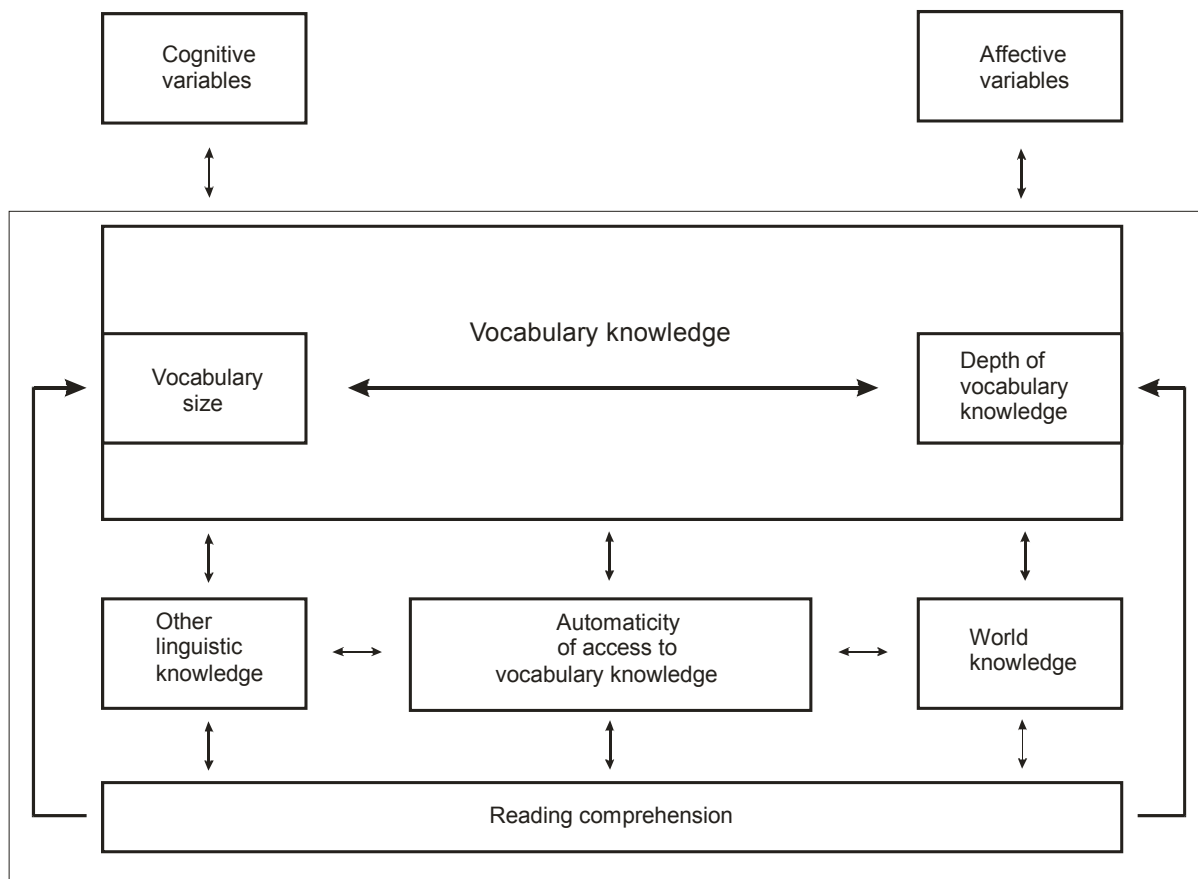 Cognitive
variables
Affective
variables
Vocabulary knowledge
Vocabulary
size
Depth of
vocabulary
knowledge
Other
linguistic
knowledge
Automaticity
of access to
vocabulary knowledge
World
knowledge
Reading comprehension